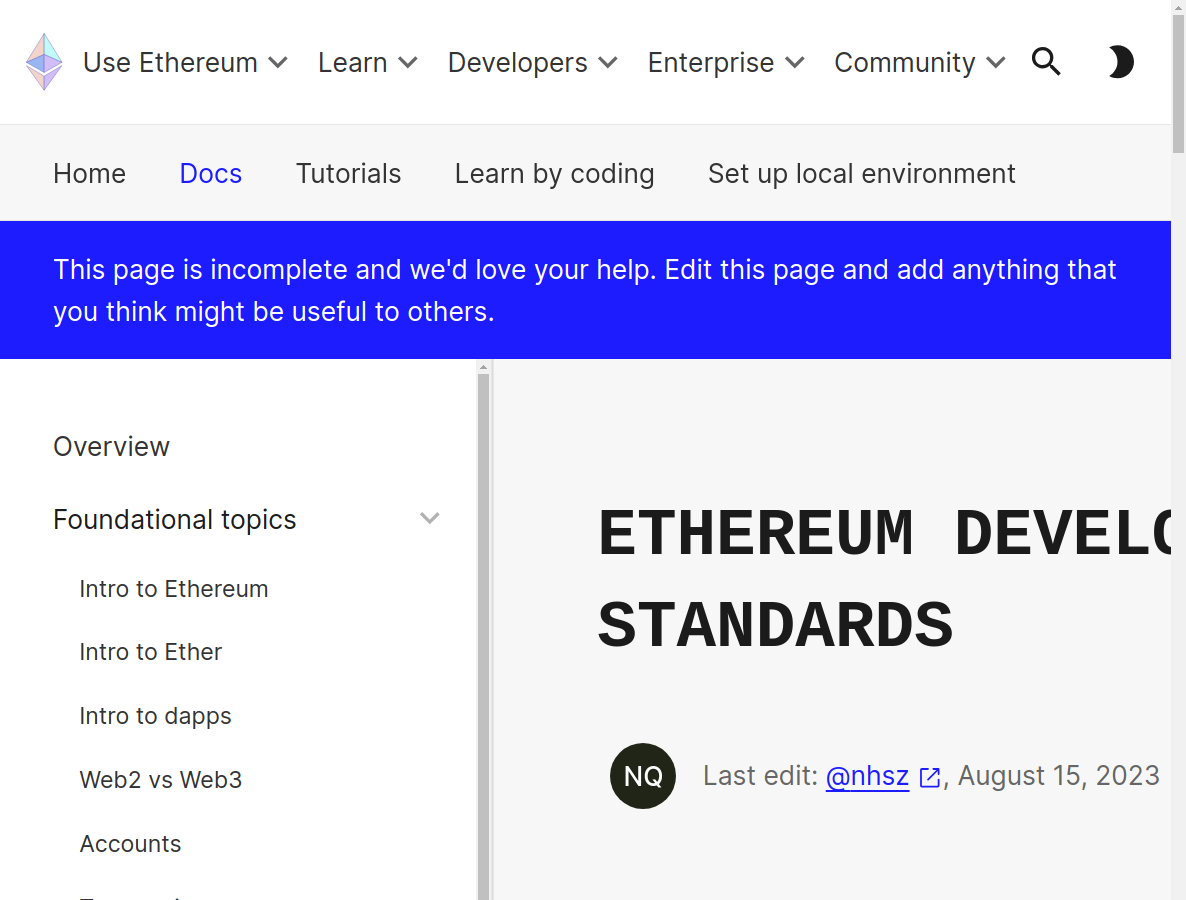 Use Ethereum Learn Developers Enterprise Community
Home Docs Tutorials Learn by coding Set up local environment
This page is incomplete and we'd love your help. Edit this page and add anything that
you think might be useful to others.
Overview
Foundational topics
Intro to Ethereum
Intro to Ether
Intro to dapps
Web2 vs Web3
Accounts
ETHEREUM
STANDARDS
NQ Last edit: @nhsz , August 15, 2023